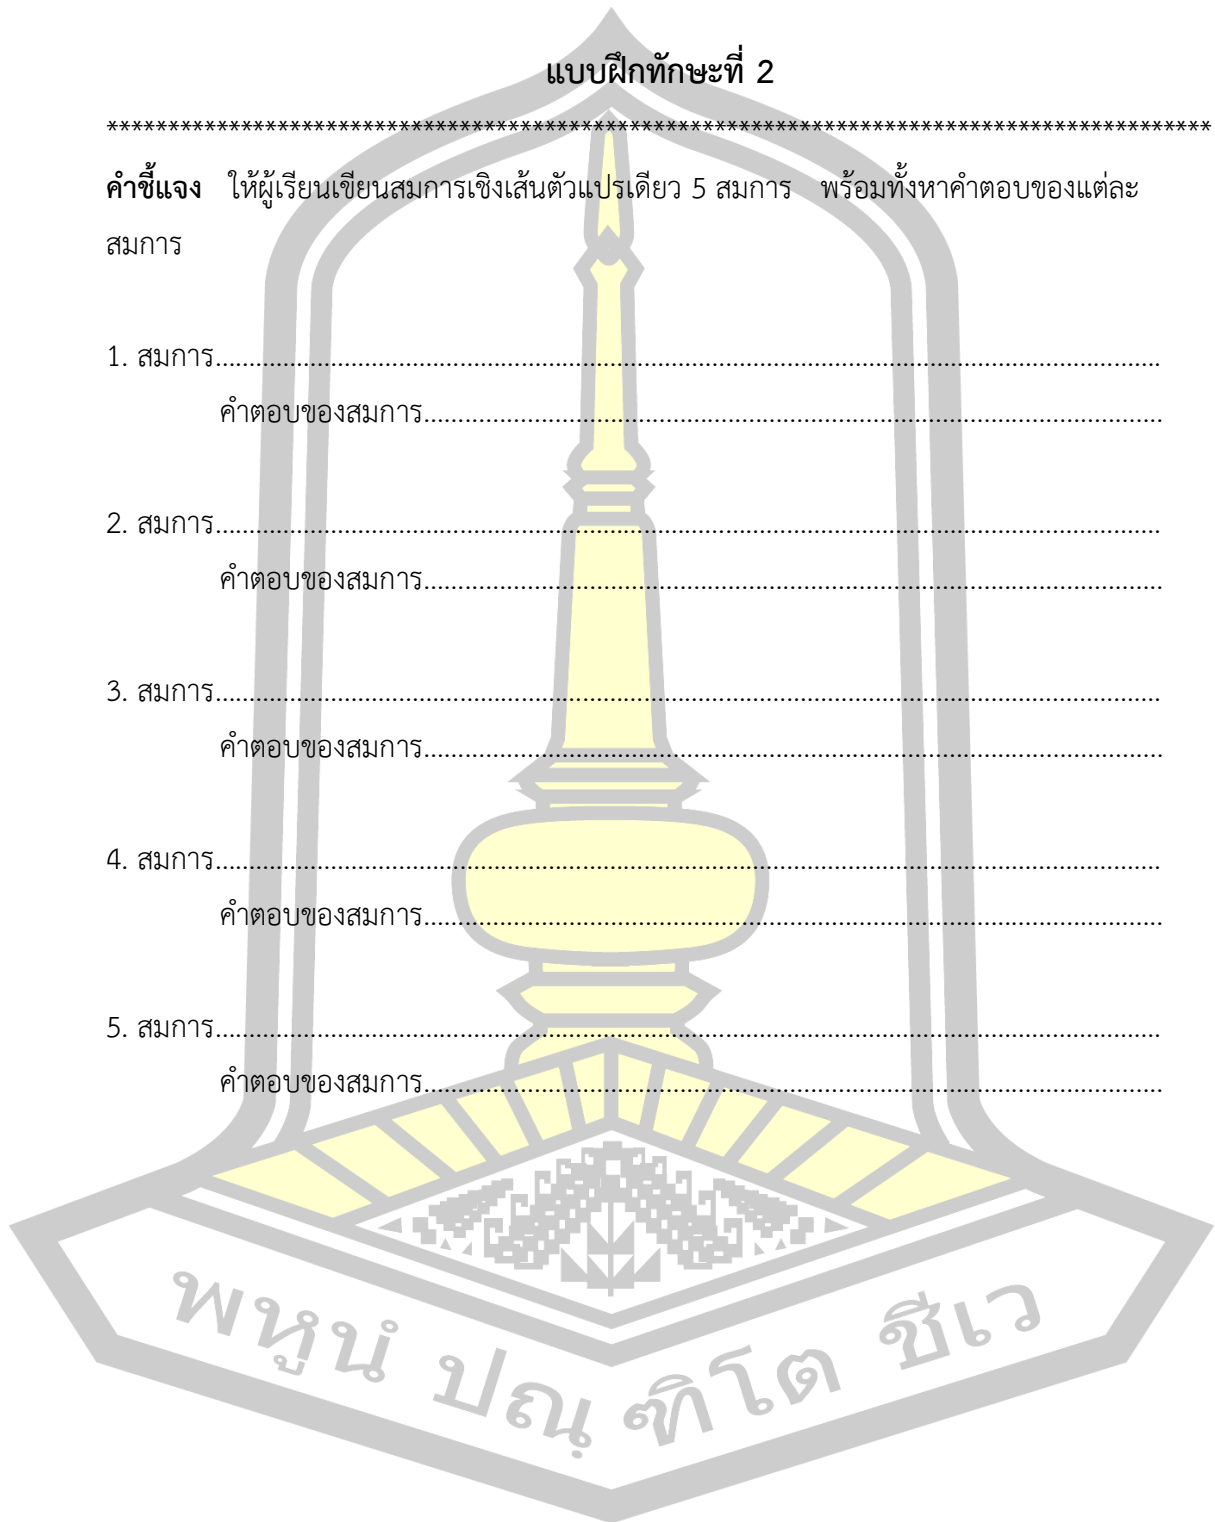 แบบฝึกทักษะที่ 2
******************************************************************************************
คำชี้แจง ให้ผู้เรียนเขียนสมการเชิงเส้นตัวแปรเดียว 5 สมการ พร้อมทั้งหาคำตอบของแต่ละ
สมการ
1. สมการ................................................................................................................................
คำตอบของสมการ....................................................................................................
2. สมการ................................................................................................................................
คำตอบของสมการ....................................................................................................
3. สมการ................................................................................................................................
คำตอบของสมการ....................................................................................................
4. สมการ................................................................................................................................
คำตอบของสมการ....................................................................................................
5. สมการ................................................................................................................................
คำตอบของสมการ....................................................................................................
พหูนํ ปณฺฑิโต ชีเว